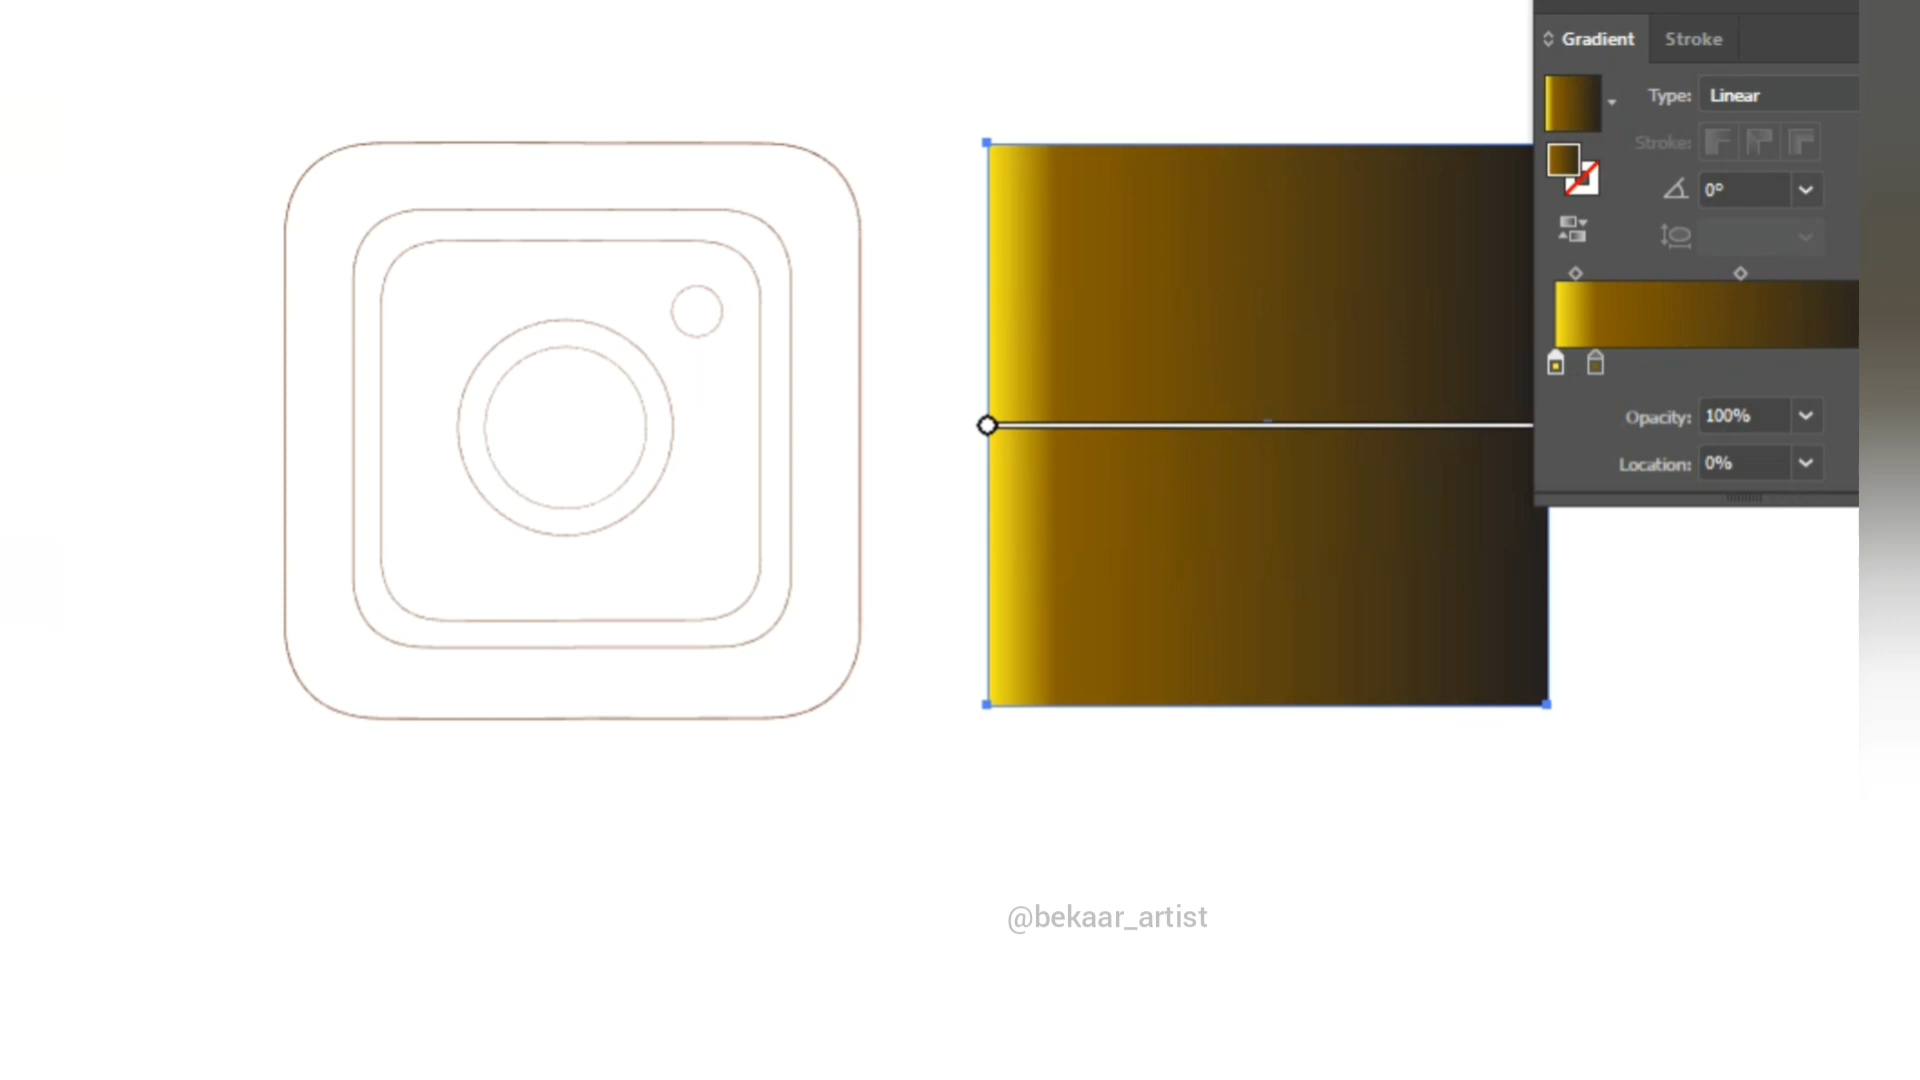 Gradient Stroke
Type: Linear
Stroke:
0°
Opacity: 100%
Location: 0%
@bekaar_artist